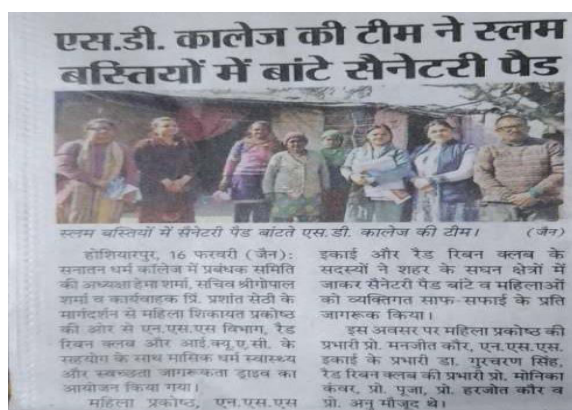 एस.डी. कालेज की टीम ने स्लम
बस्तियों में बांटे सैनेटरी पैड
स्लम बस्तियों में सैनेटरी पैड बांटते एस.डी. कालेज की टीम। (जैन)
होशियारपुर, 16 फरवरी (जैन):
सनातन धर्म कॉलेज में प्रबंधक समिति
की अध्यक्षा हेमा शर्मा, सचिव श्रीगोपाल
शर्मा व कार्यवाहक प्रिं. प्रशांत सेठी के
मार्गदर्शन से महिला शिकायत प्रकोष्ठ
की ओर से एन.एस.एस विभाग, रैड
रिबन क्लब और आई.क्यू.ए.सी. के
सहयोग के साथ मासिक धर्म स्वास्थ्य
और स्वच्छता जागरूकता ड्राइव का
आयोजन किया गया।
महिला प्रकोष्ठ, एन.एस.एस
इकाई और रैड रिबन क्लब के
सदस्यों ने शहर के सघन क्षेत्रों में
जाकर सैनेटरी पैड बांटे व महिलाओं
को व्यक्तिगत साफ-सफाई के प्रति
जागरूक किया।
इस अवसर पर महिला प्रकोष्ठ की
प्रभारी प्रो. मनजीत कौर, एन.एस.एस.
इकाई के प्रभारी डा. गुरचरण सिंह,
रैड रिबन क्लब की प्रभारी प्रो. मोनिका
कंवर, प्रो. पूजा, प्रो. हरजोत कौर व
प्रो. अनु मौजूद थे।